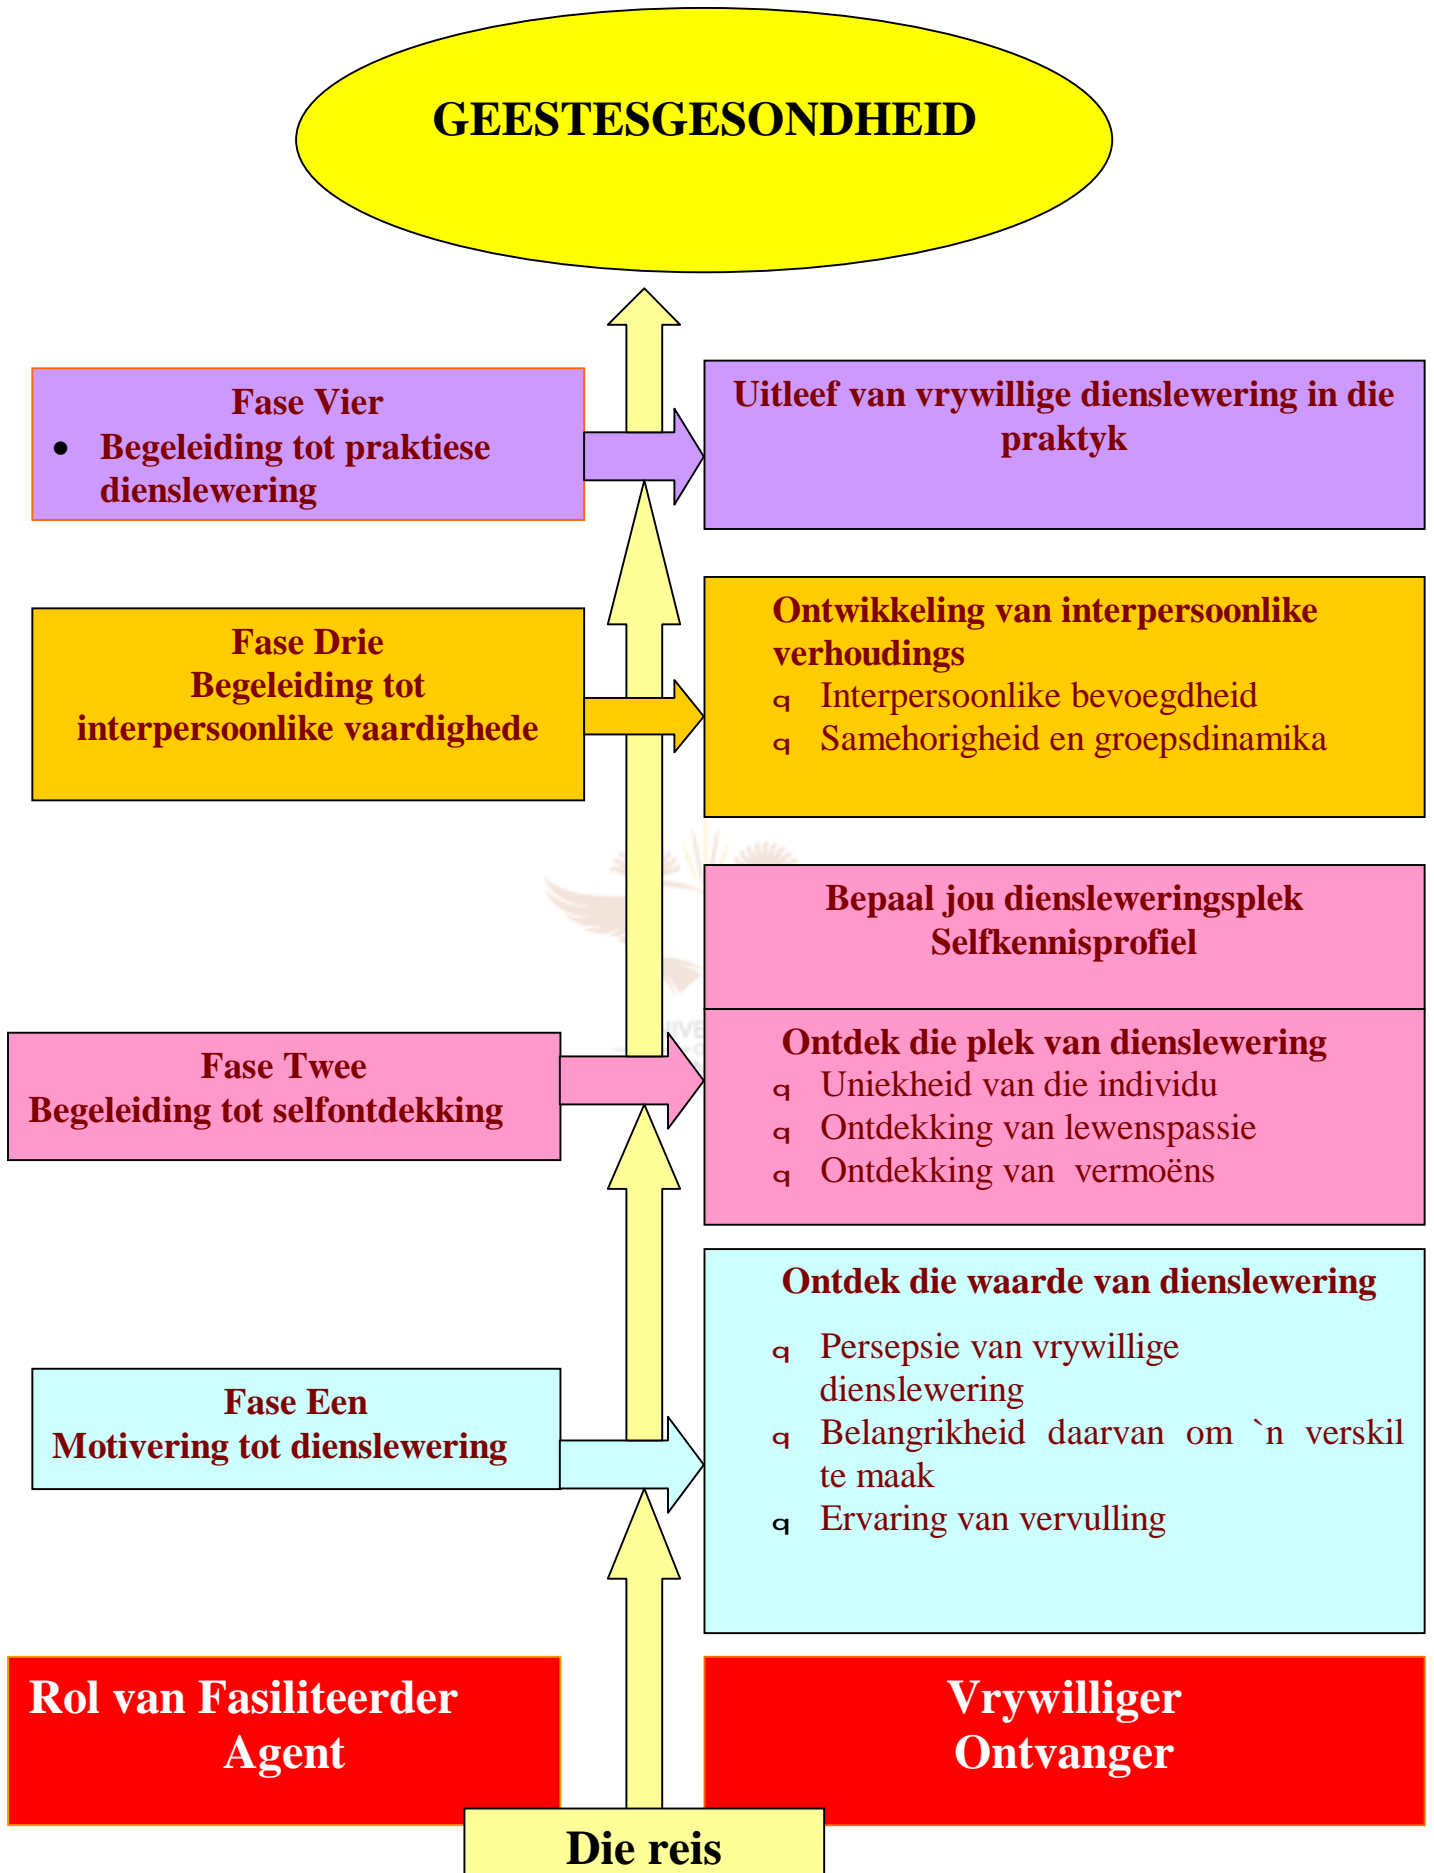 GEESTESGESONDHEID
Fase Vier
• Begeleiding tot praktiese
dienslewering
Uitleef van vrywillige dienslewering in die
praktyk
Fase Drie
Begeleiding tot
interpersoonlike vaardighede
Ontwikkeling van interpersoonlike
verhoudings
q Interpersoonlike bevoegdheid
q Samehorigheid en groepsdinamika
Bepaal jou diensleweringsplek
Selfkennisprofiel
Fase Twee
Begeleiding tot selfontdekking
Ontdek die plek van dienslewering
q Uniekheid van die individu
q Ontdekking van lewenspassie
q Ontdekking van vermoëns
Fase Een
Motivering tot dienslewering
Ontdek die waarde van dienslewering
q Persepsie van vrywillige
dienslewering
q Belangrikheid daarvan om `n verskil
te maak
q Ervaring van vervulling
Rol van Fasiliteerder
Agent
Vrywilliger
Ontvanger
Die reis